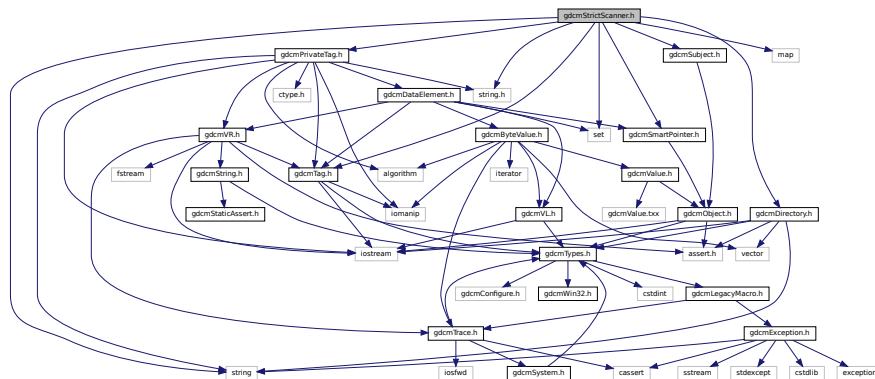 gdcmStrictScanner.h
gdcmPrivateTag.h
gdcmSubject.h
map
ctype.h
gdcmDataElement.h
string.h
gdcmVR.h
gdcmByteValue.h
set
gdcmSmartPointer.h
fstream
gdcmString.h
gdcmTag.h
algorithm
iterator
gdcmValue.h
gdcmStaticAssert.h
iomanip
gdcmVL.h
gdcmValue.txx
gdcmObject.h
gdcmDirectory.h
iostream
gdcmTypes.h
assert.h
vector
gdcmConfigure.h
gdcmWin32.h
cstdint
gdcmLegacyMacro.h
gdcmTrace.h
gdcmException.h
string
iosfwd
gdcmSystem.h
cassert
sstream
stdexcept
cstdlib
exception